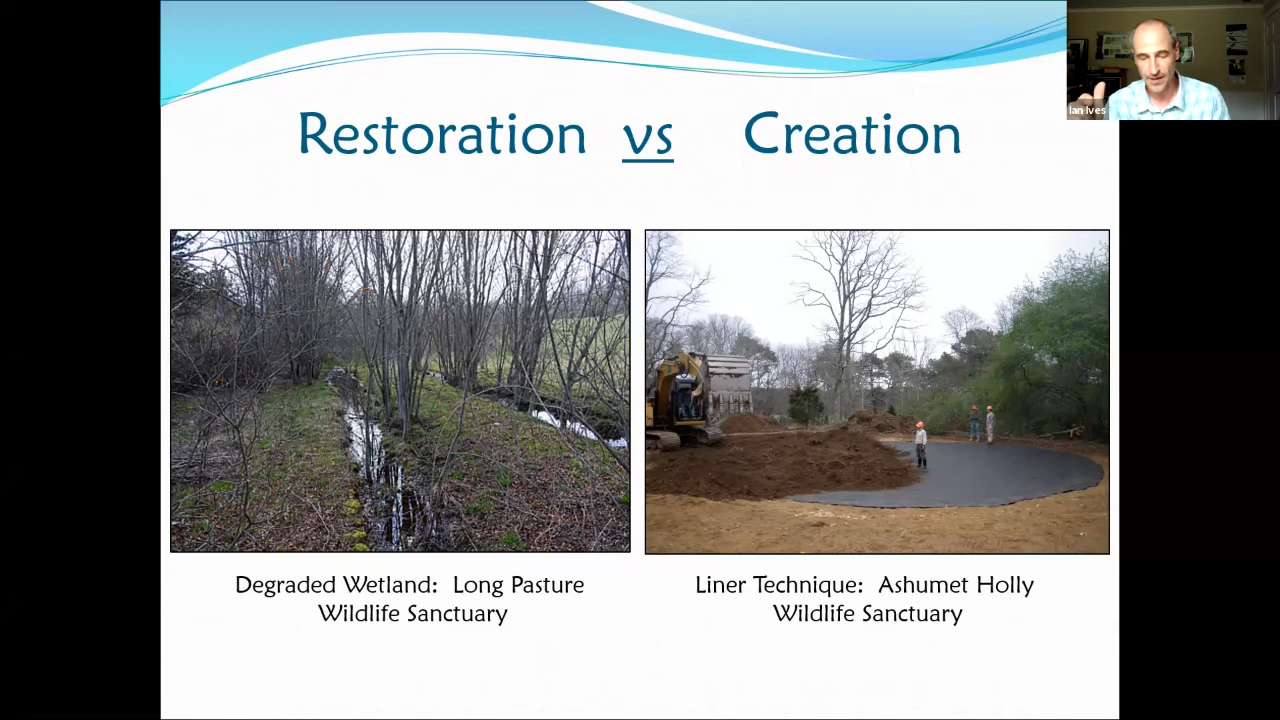 Ian Ives
Restoration vs Creation
Degraded Wetland: Long Pasture
Wildlife Sanctuary
Liner Technique: Ashumet Holly
Wildlife Sanctuary